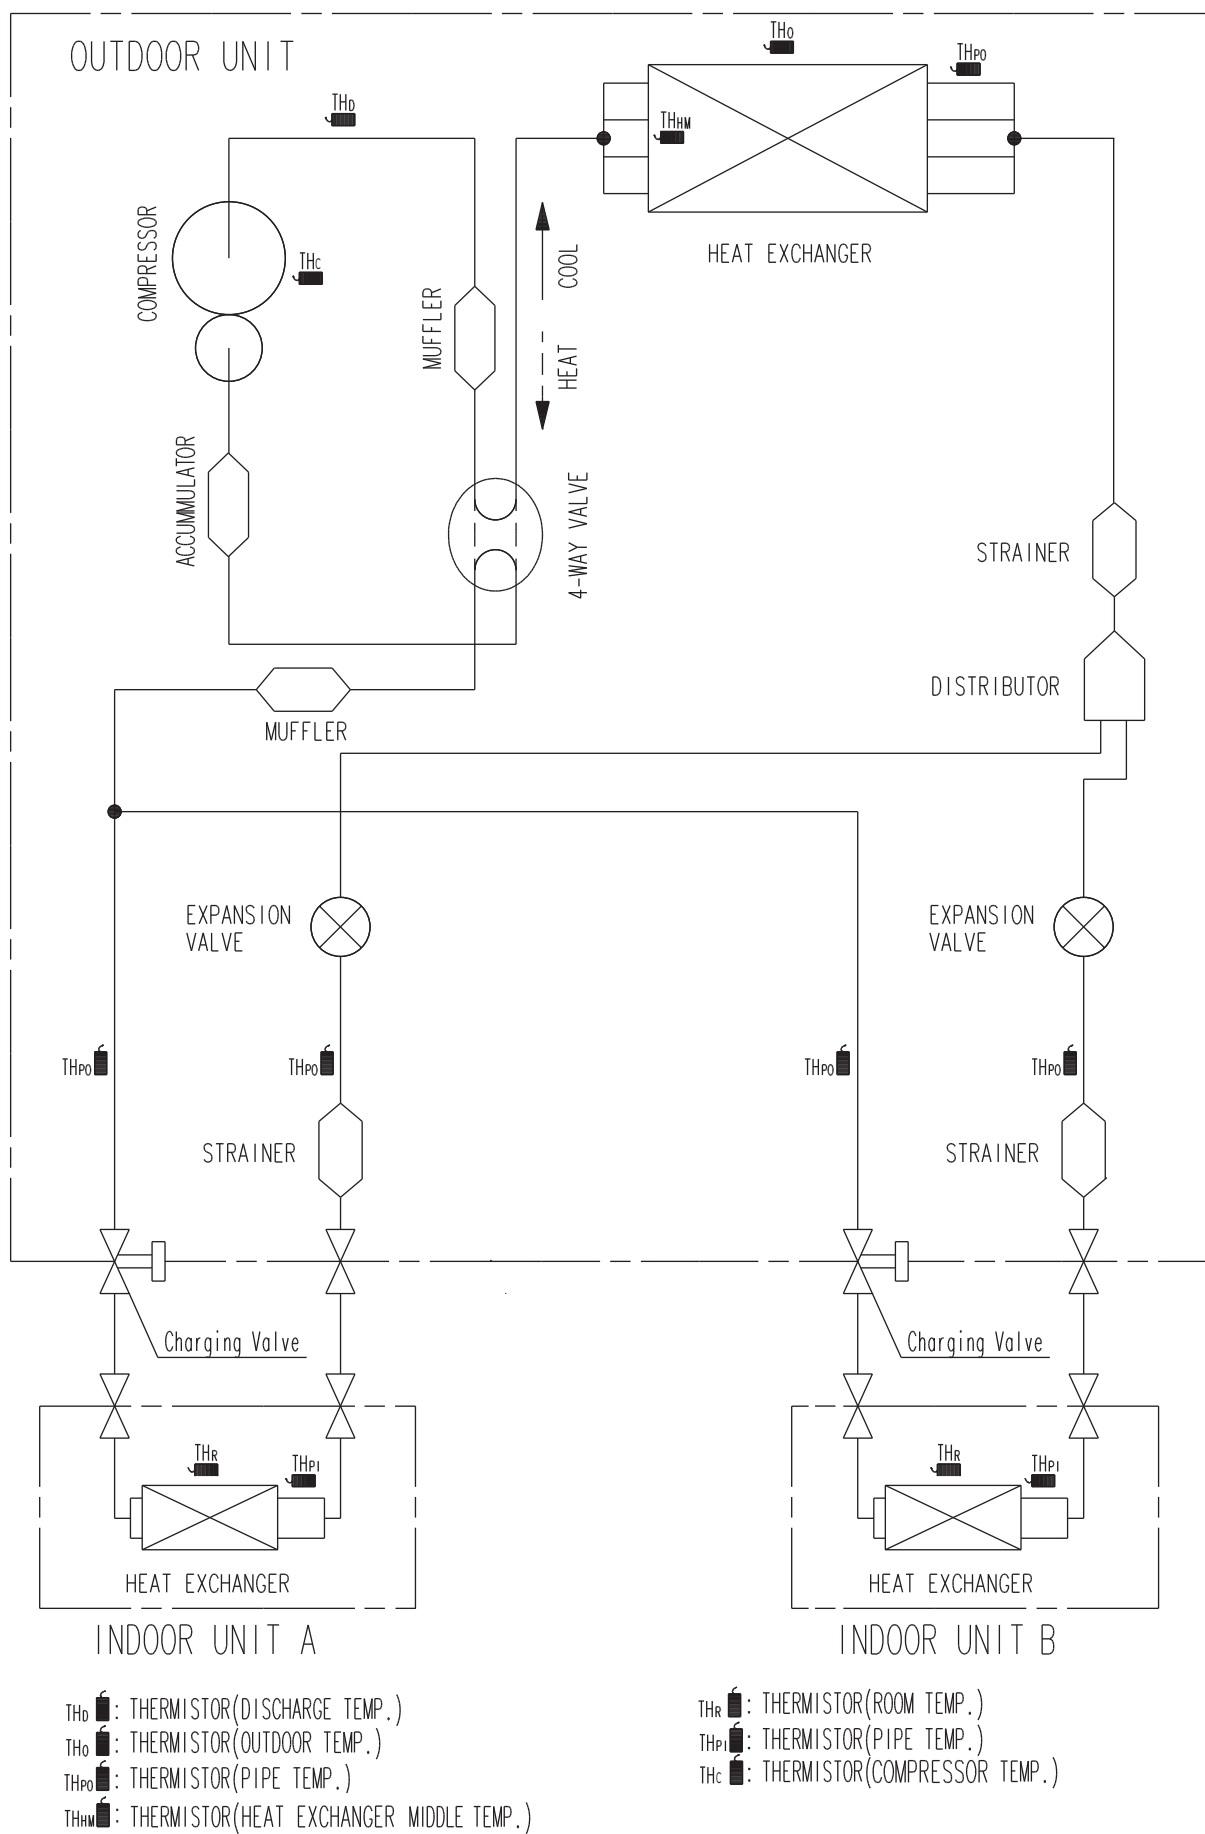 OUTDOOR UNIT
THO
THPO
THD
THHM
COMPRESSOR
THC
HEAT EXCHANGER
COOL
MUFFLER
HEAT
ACCUMMULATOR
4-WAY VALVE
STRAINER
DISTRIBUTOR
MUFFLER
EXPANSION
VALVE
EXPANSION
VALVE
THPO
THPO
THPO
THPO
STRAINER
STRAINER
Charging Valve
Charging Valve
THR
THPI
THR
THPI
HEAT EXCHANGER
HEAT EXCHANGER
INDOOR UNIT A
INDOOR UNIT B
THD : THERMISTOR(DISCHARGE TEMP.)
THO : THERMISTOR(OUTDOOR TEMP.)
THPO : THERMISTOR(PIPE TEMP.)
THHM : THERMISTOR(HEAT EXCHANGER MIDDLE TEMP.)
THR : THERMISTOR(ROOM TEMP.)
THPI : THERMISTOR(PIPE TEMP.)
THC : THERMISTOR(COMPRESSOR TEMP.)